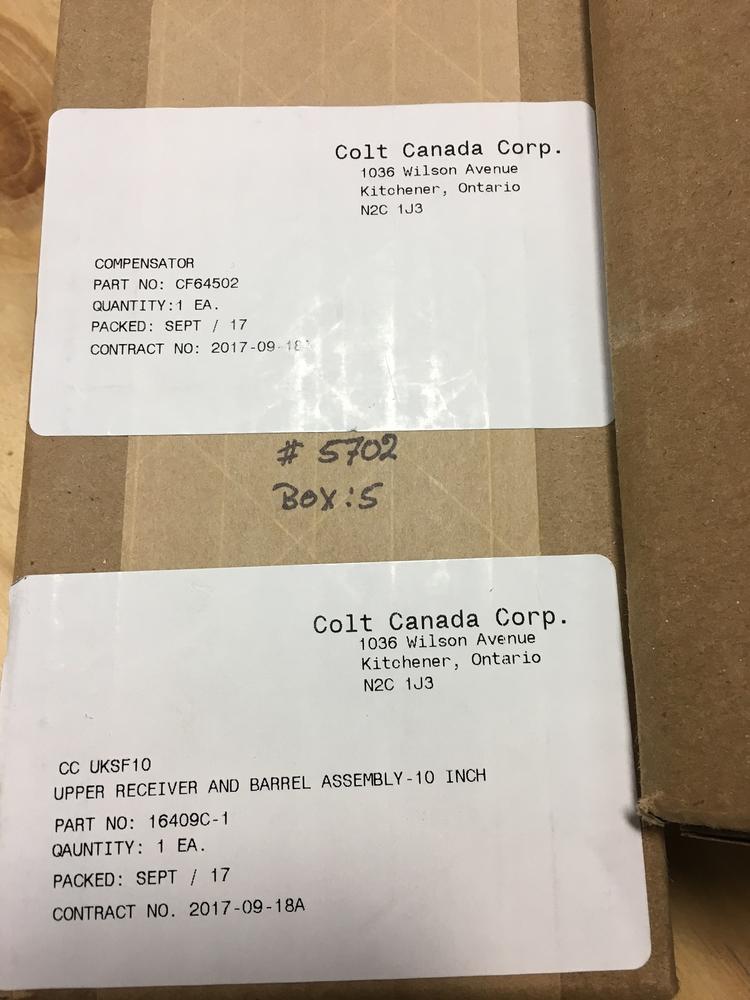 Colt Canada Corp.
1036 Wilson Avenue
Kitchener, Ontario
N2C 1J3
COMPENSATOR
PART NO: CF64502
QUANTITY:1 EA.
PACKED: SEPT / 17
CONTRACT NO: 2017-09-18A
# 5702
BOX:5
Colt Canada Corp.
1036 Wilson Avenue
Kitchener, Ontario
N2C 1J3
CC UKSF10
UPPER RECEIVER AND BARREL ASSEMBLY-10 INCH
PART NO: 16409C-1
QAUNTITY: 1 EA.
PACKED: SEPT / 17
CONTRACT NO. 2017-09-18A